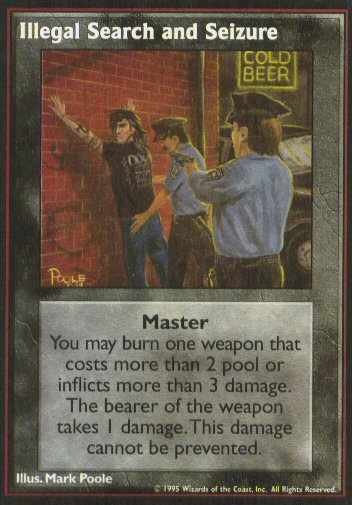 Illegal Search and Seizure
COLD
BEER
POOLE
Master
You may burn one weapon that
costs more than 2 pool or
inflicts more than 3 damage.
The bearer of the weapon
takes 1 damage. This damage
cannot be prevented.
Illus. Mark Poole
© 1995 Wizards of the Coast, Inc. All Rights Reserved.